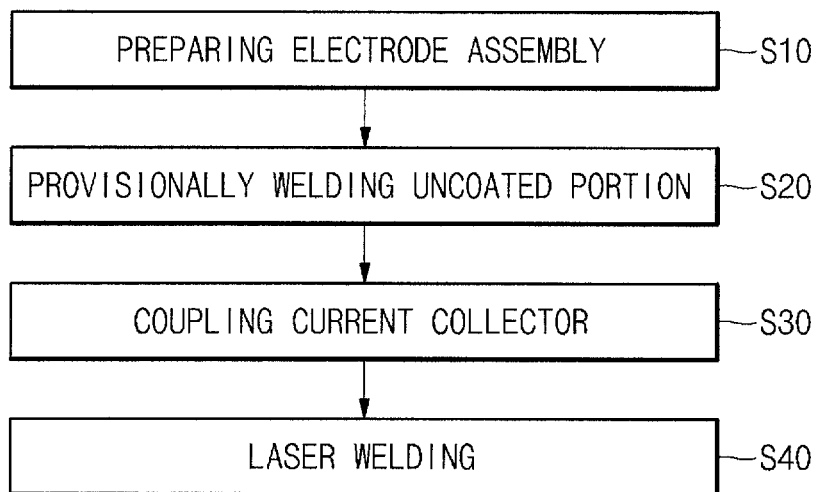 PREPARING ELECTRODE ASSEMBLY S10
PROVISIONALLY WELDING UNCOATED PORTION S20
COUPLING CURRENT COLLECTOR S30
LASER WELDING S40